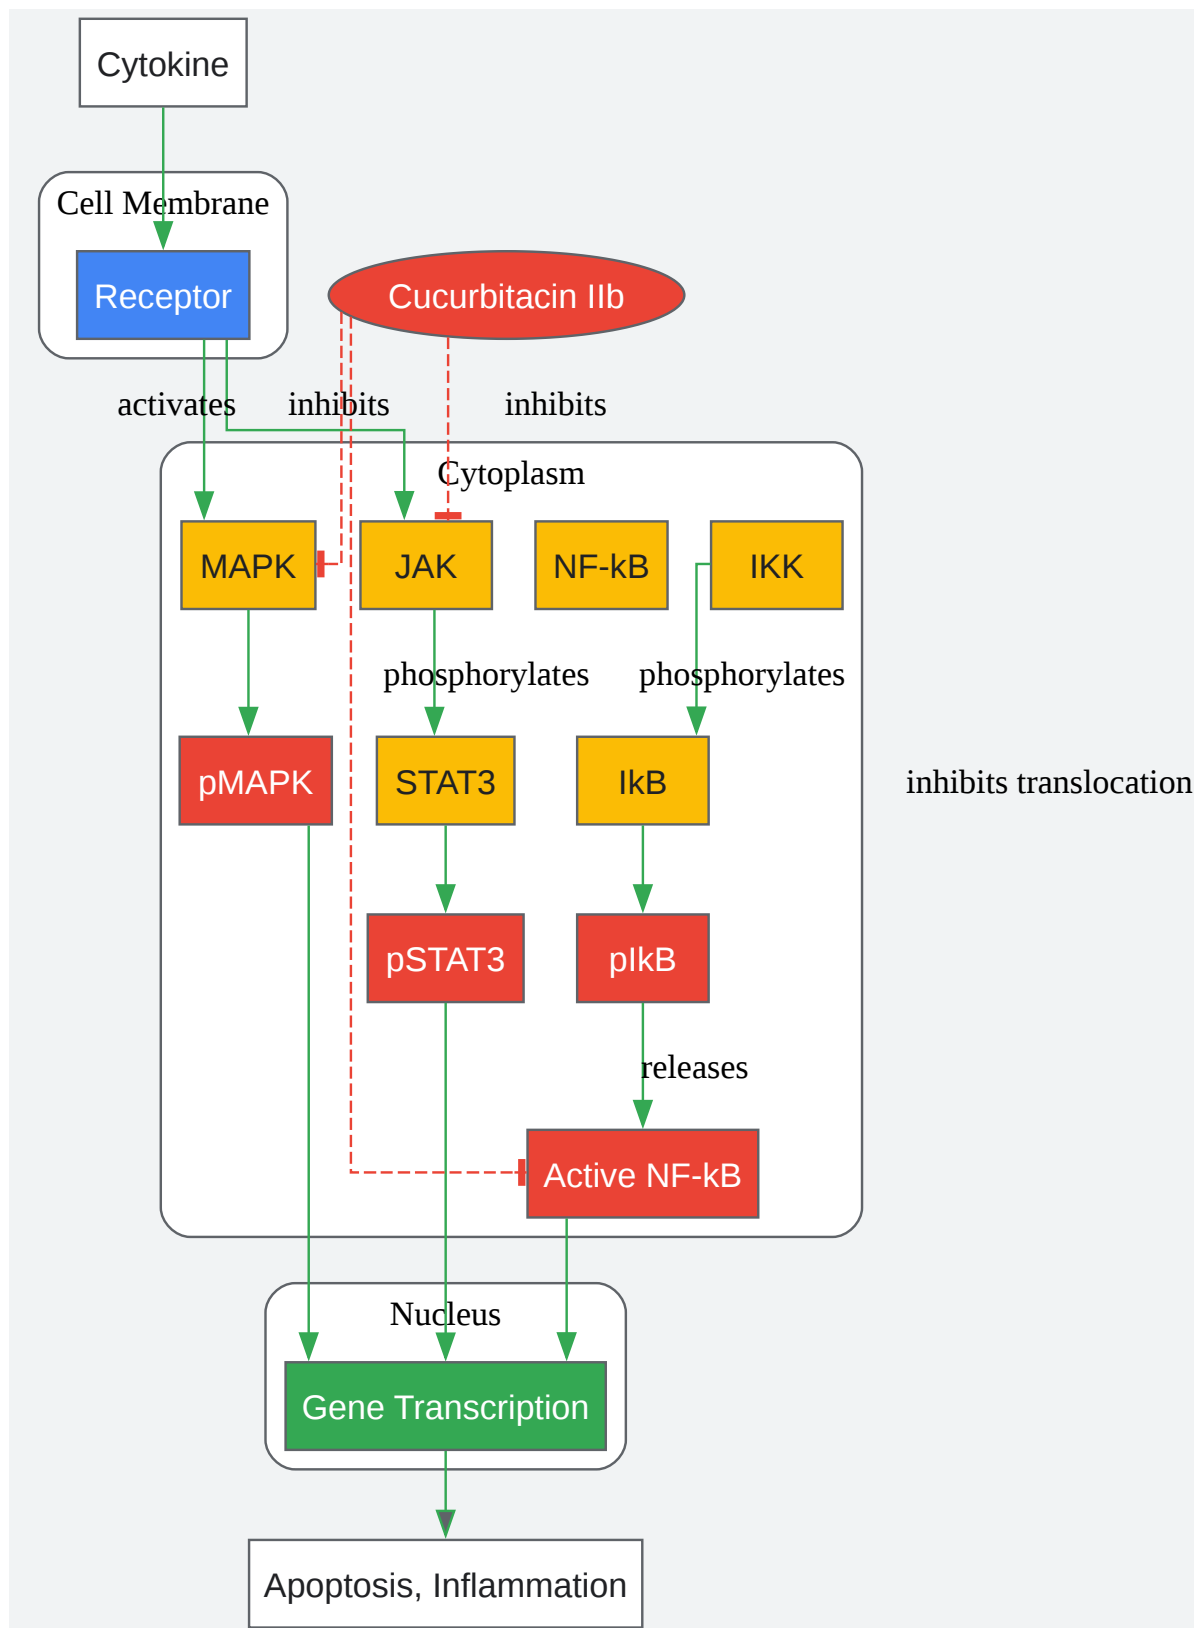 Cytokine
Cell Membrane
Receptor
Cucurbitacin IIb
activates
inhibits
inhibits
Cytoplasm
MAPK
JAK
NF-kB
IKK
phosphorylates
phosphorylates
pMAPK
STAT3
IkB
inhibits translocation
pSTAT3
pIkB
releases
Active NF-kB
Nucleus
Gene Transcription
Apoptosis, Inflammation